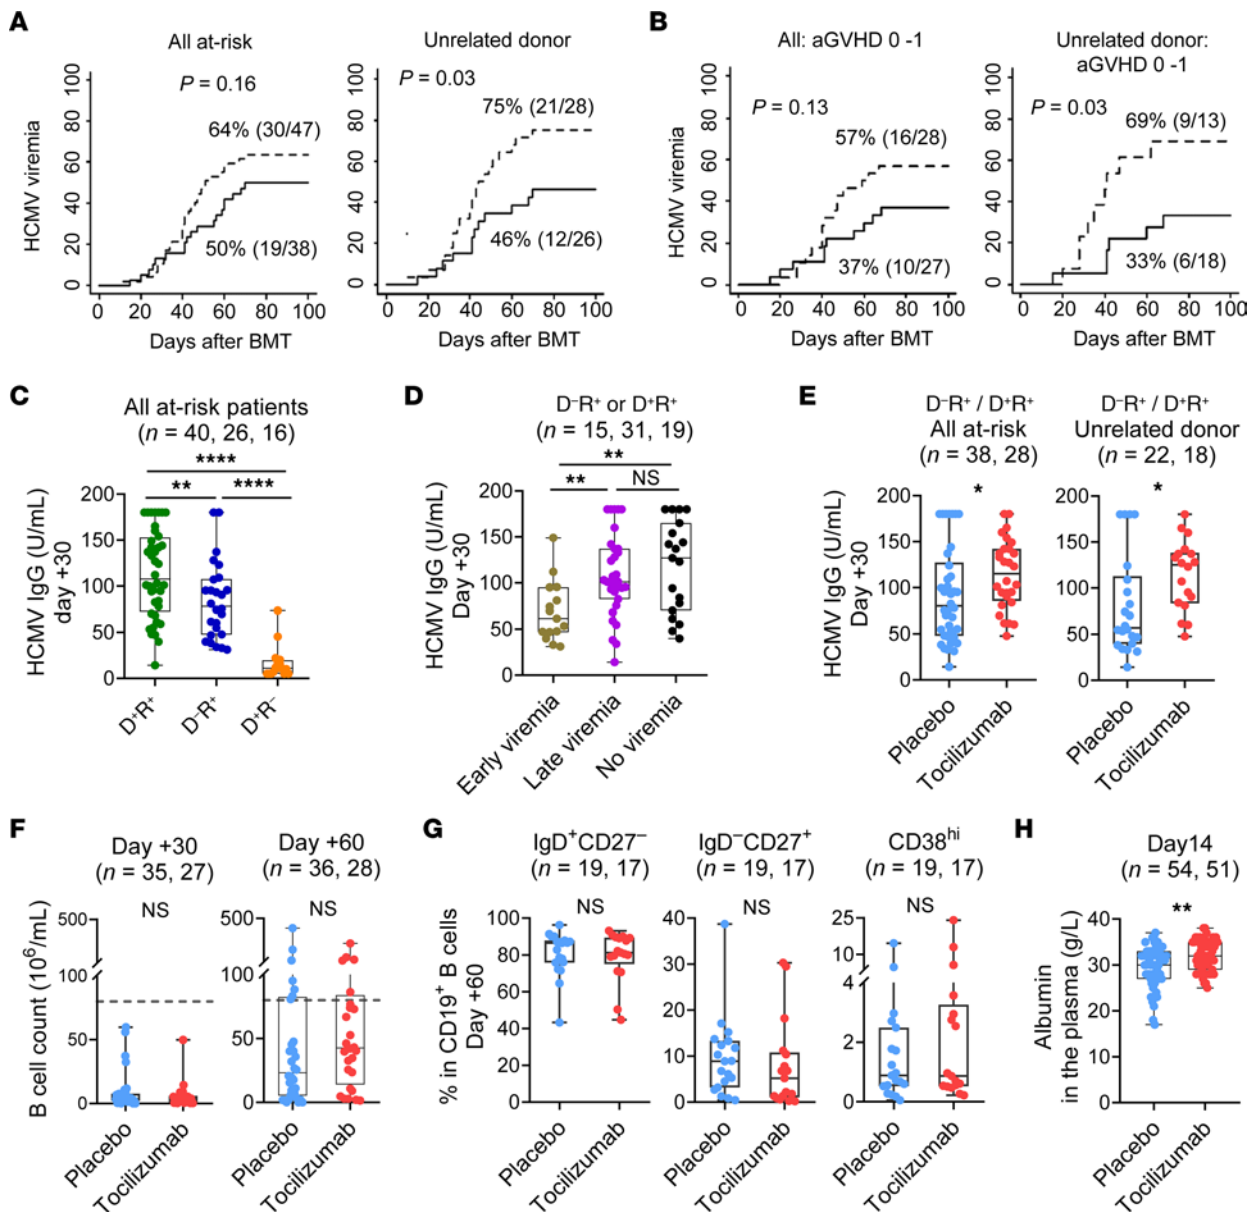 A
All at-risk
P = 0.16
64% (30/47)
50% (19/38)
HCMV viremia
0 20 40 60 80 100
0 20 40 60 80 100
Days after BMT
Unrelated donor
P = 0.03
75% (21/28)
46% (12/26)
0 20 40 60 80 100
0 20 40 60 80 100
Days after BMT
B
All: aGVHD 0 -1
P = 0.13
57% (16/28)
37% (10/27)
HCMV viremia
0 20 40 60 80 100
0 20 40 60 80 100
Days after BMT
Unrelated donor:
aGVHD 0 -1
P = 0.03
69% (9/13)
33% (6/18)
0 20 40 60 80 100
0 20 40 60 80 100
Days after BMT
C
All at-risk patients
(n = 40, 26, 16)
****
** ****
HCMV IgG (U/mL)
day +30
200
150
100
50
0
D⁺R⁺ D⁻R⁺ D⁺R⁻
D
D⁻R⁺ or D⁺R⁺
(n = 15, 31, 19)
**
** NS
HCMV IgG (U/mL)
Day +30
200
150
100
50
0
Early viremia Late viremia No viremia
E
D⁻R⁺ / D⁺R⁺
All at-risk
(n = 38, 28)
*
HCMV IgG (U/mL)
Day +30
200
150
100
50
0
Placebo Tocilizumab
D⁻R⁺ / D⁺R⁺
Unrelated donor
(n = 22, 18)
*
200
150
100
50
0
Placebo Tocilizumab
F
Day +30
(n = 35, 27)
NS
B cell count (10⁶/mL)
500
100
50
0
Placebo Tocilizumab
Day +60
(n = 36, 28)
NS
500
100
50
0
Placebo Tocilizumab
G
IgD⁺CD27⁻
(n = 19, 17)
NS
% in CD19⁺ B cells
Day +60
100
80
60
40
20
0
Placebo Tocilizumab
IgD⁻CD27⁺
(n = 19, 17)
NS
40
30
20
10
0
Placebo Tocilizumab
CD38ʰⁱ
(n = 19, 17)
NS
25
10
4
2
0
Placebo Tocilizumab
H
Day14
(n = 54, 51)
**
Albumin
in the plasma (g/L)
40
30
20
10
0
Placebo Tocilizumab